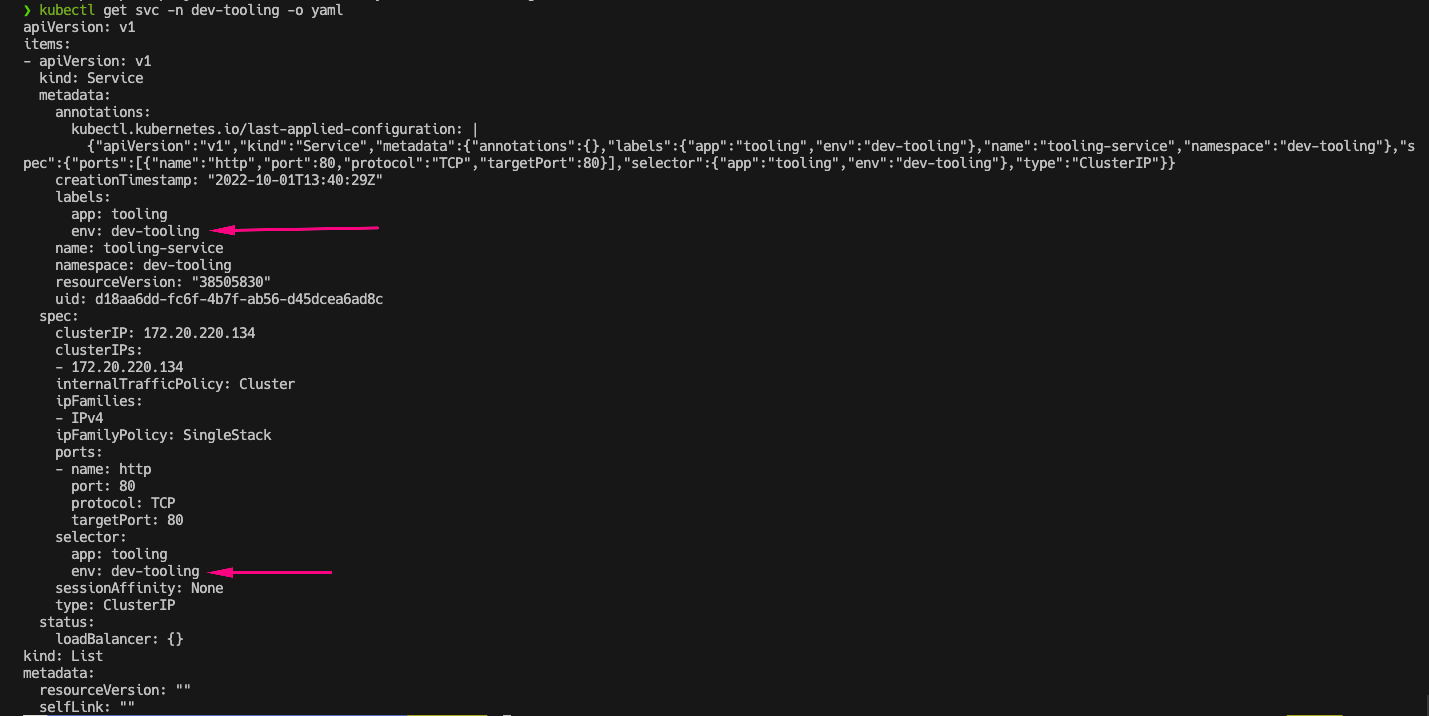 ❯ kubectl get svc -n dev-tooling -o yaml
apiVersion: v1
items:
- apiVersion: v1
  kind: Service
  metadata:
    annotations:
      kubectl.kubernetes.io/last-applied-configuration: |
        {"apiVersion":"v1","kind":"Service","metadata":{"annotations":{},"labels":{"app":"tooling","env":"dev-tooling"},"name":"tooling-service","namespace":"dev-tooling"},"s
pec":{"ports":[{"name":"http","port":80,"protocol":"TCP","targetPort":80}],"selector":{"app":"tooling","env":"dev-tooling"},"type":"ClusterIP"}}
    creationTimestamp: "2022-10-01T13:40:29Z"
    labels:
      app: tooling
      env: dev-tooling
    name: tooling-service
    namespace: dev-tooling
    resourceVersion: "38505830"
    uid: d18aa6dd-fc6f-4b7f-ab56-d45dcea6ad8c
  spec:
    clusterIP: 172.20.220.134
    clusterIPs:
    - 172.20.220.134
    internalTrafficPolicy: Cluster
    ipFamilies:
    - IPv4
    ipFamilyPolicy: SingleStack
    ports:
    - name: http
      port: 80
      protocol: TCP
      targetPort: 80
    selector:
      app: tooling
      env: dev-tooling
    sessionAffinity: None
    type: ClusterIP
  status:
    loadBalancer: {}
kind: List
metadata:
  resourceVersion: ""
  selfLink: ""